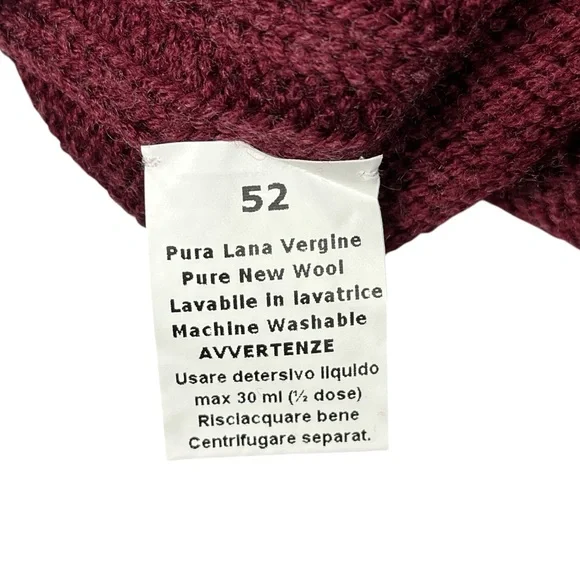 52
Pura Lana Vergine
Pure New Wool
Lavabile in lavatrice
Machine Washable
AVVERTENZE
Usare detersivo liquido
max 30 ml (½ dose)
Risciacquare bene
Centrifugare separat.